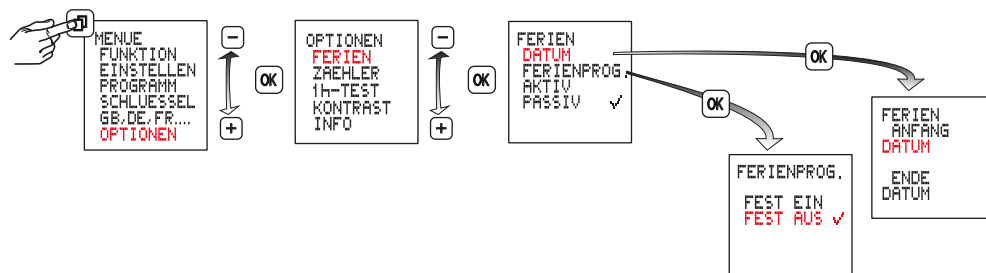 MENUE
FUNKTION
EINSTELLEN
PROGRAMM
SCHLUESSEL
GB,DE,FR....
OPTIONEN
OK
OPTIONEN
FERIEN
ZAEHLER
1h-TEST
KONTRAST
INFO
OK
FERIEN
DATUM
FERIENPROG.
AKTIV
PASSIV ✓
OK
OK
FERIENPROG.
FEST EIN
FEST AUS ✓
FERIEN
ANFANG
DATUM
ENDE
DATUM